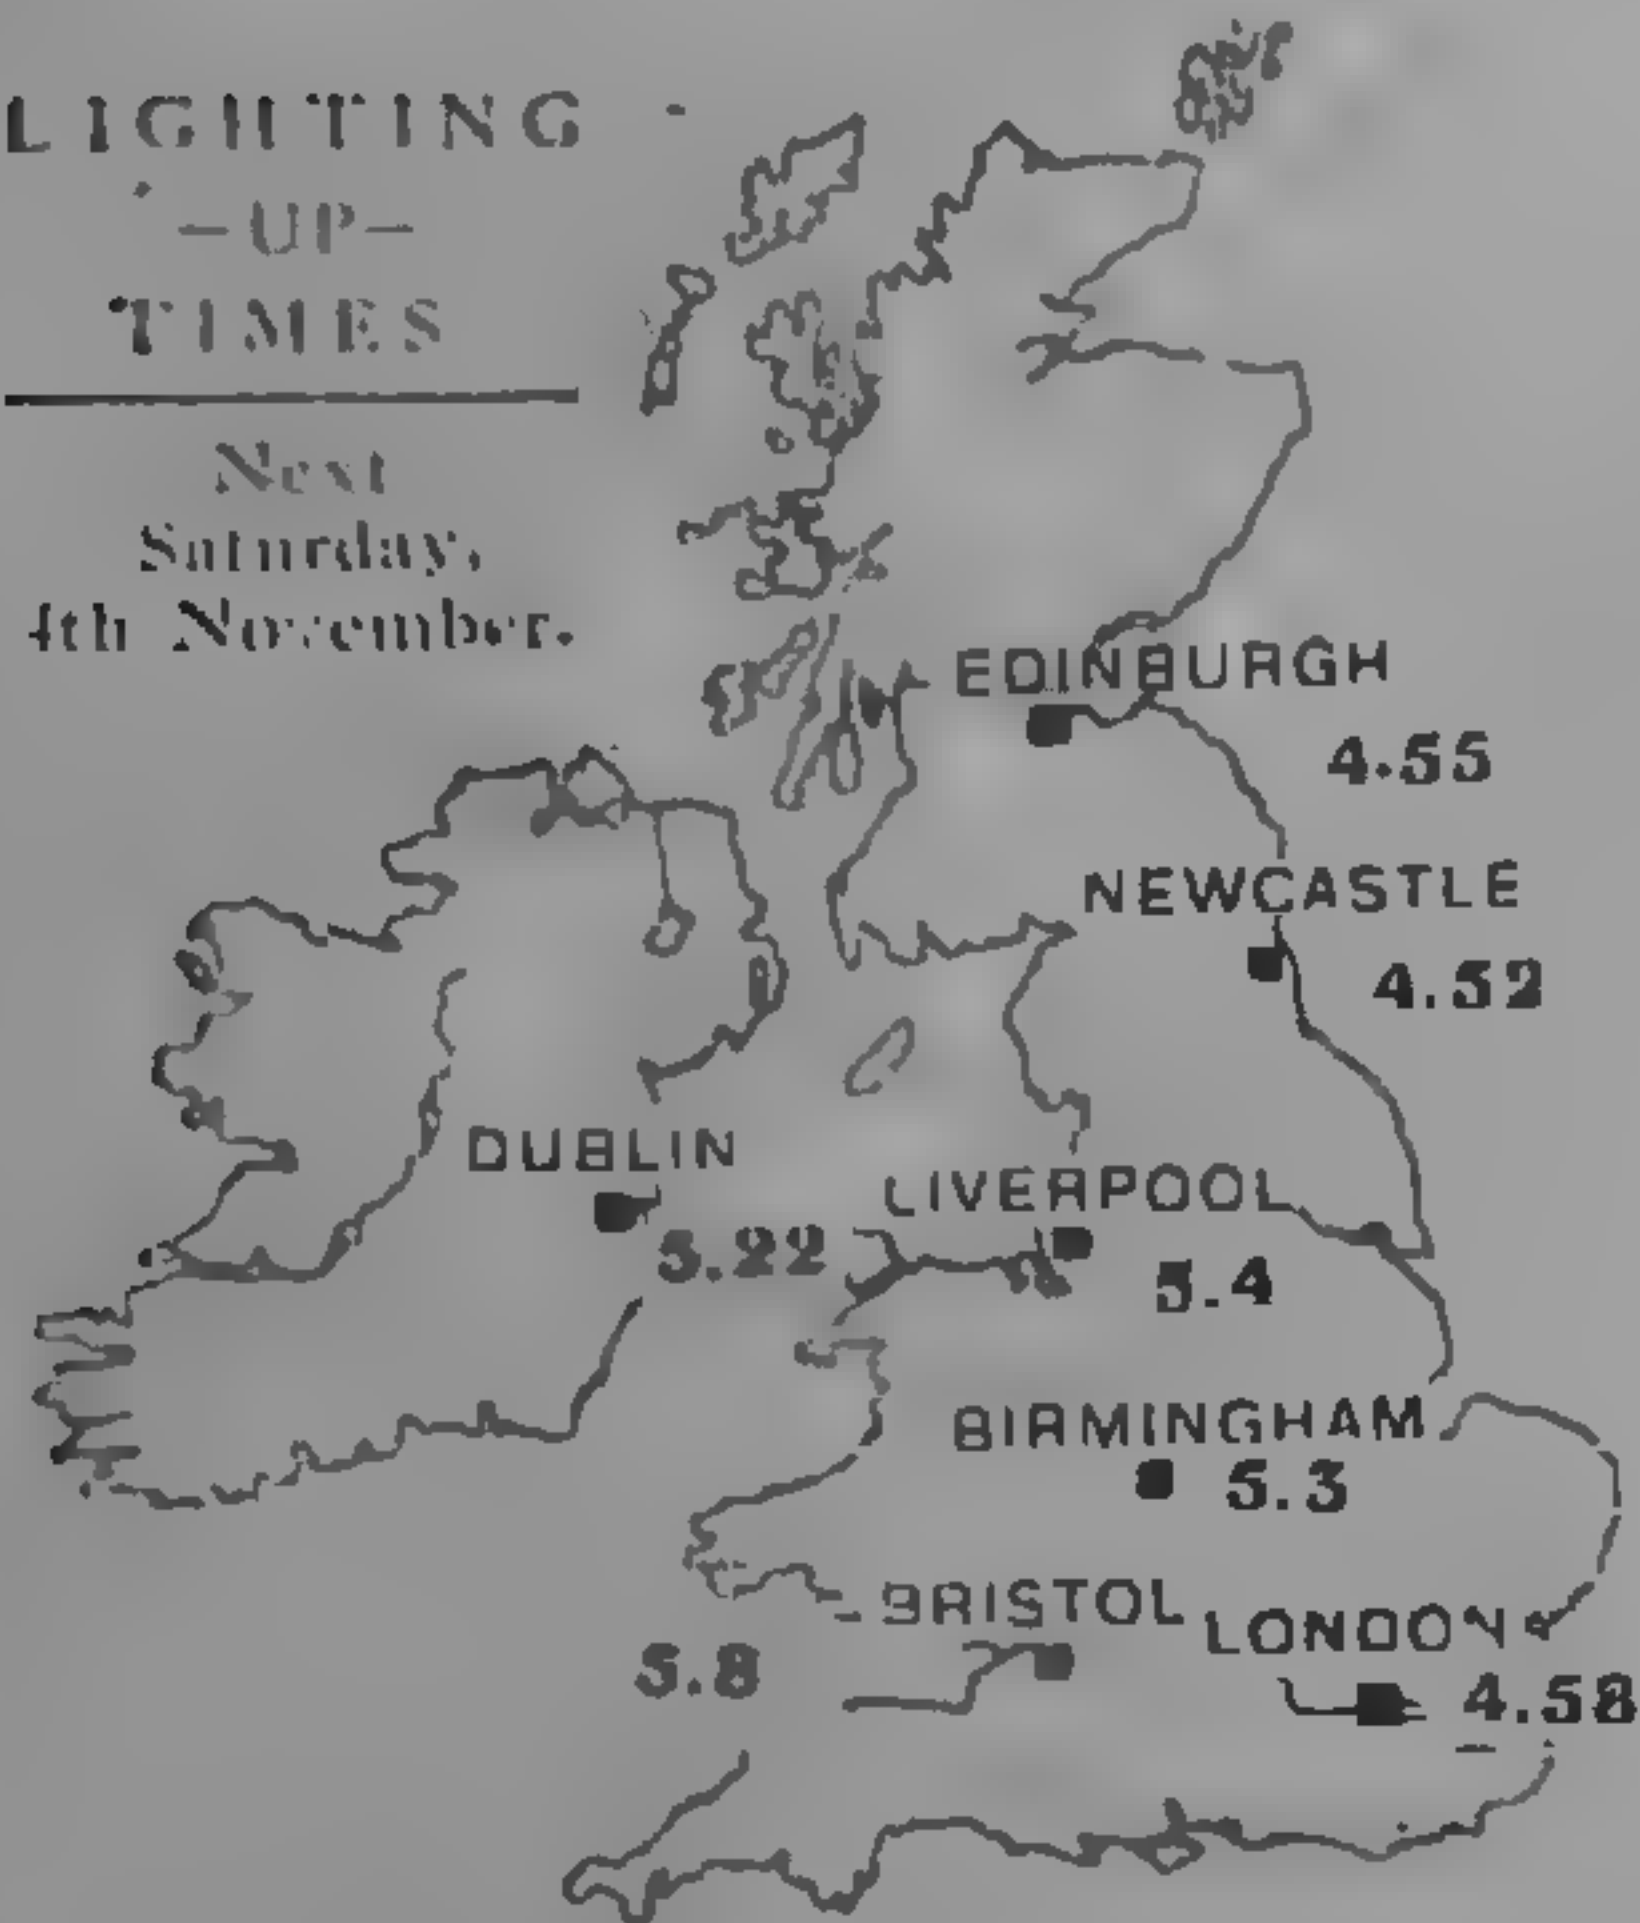 LIGHTING
-UP-
TIMES
Next
Saturday,
4th November.
EDINBURGH
4.55
NEWCASTLE
4.52
DUBLIN
5.22
LIVERPOOL
5.4
BIRMINGHAM
5.3
BRISTOL
5.8
LONDON
4.58